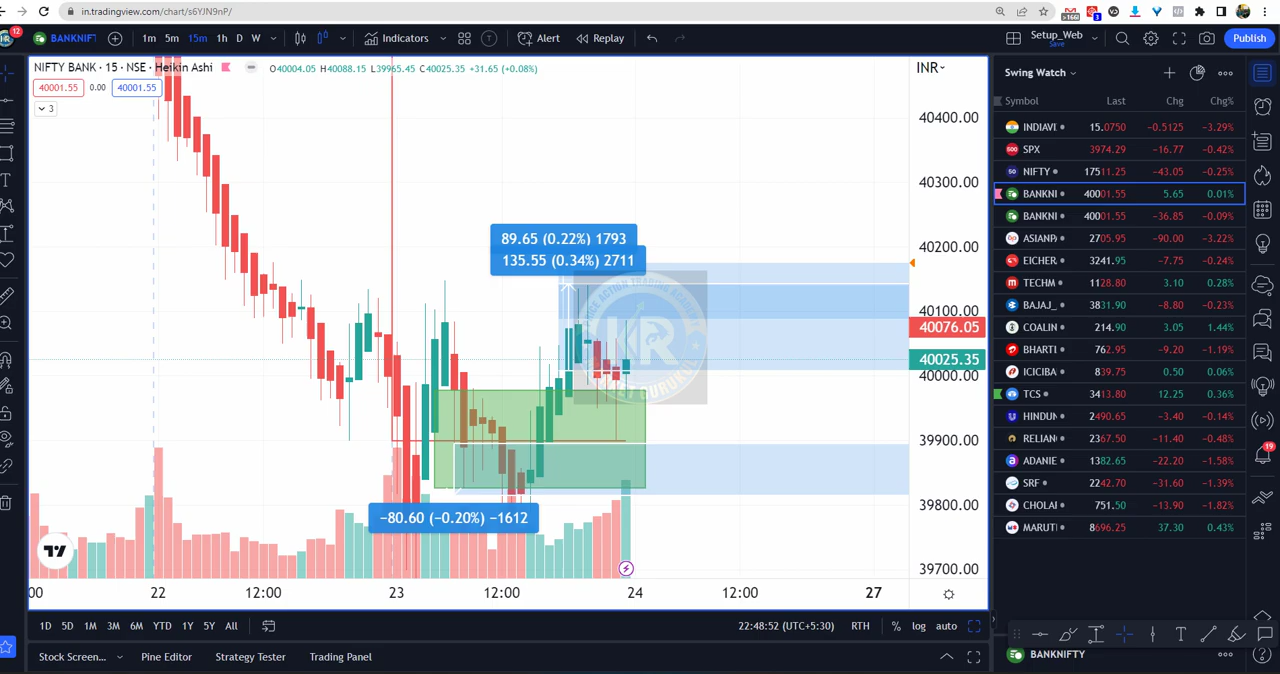 in.tradingview.com/chart/s6YJN9nP/
>166
3
12
BANKNIF
1m 5m 15m 1h D W
Indicators
Alert
Replay
Setup_Web
Save
Publish
NIFTY BANK · 15 · NSE · Heikin Ashi
O40004.05 H40088.15 L39965.45 C40025.35 +31.65 (+0.08%)
INR
40001.55 0.00 40001.55
3
40400.00
40300.00
40200.00
40100.00
40076.05
40025.35
40000.00
39900.00
39800.00
39700.00
89.65 (0.22%) 1793
135.55 (0.34%) 2711
KR
−80.60 (−0.20%) −1612
00 22 12:00 23 12:00 24 12:00 27
1D 5D 1M 3M 6M YTD 1Y 5Y All
22:48:52 (UTC+5:30) RTH % log auto
Stock Screen... Pine Editor Strategy Tester Trading Panel
Swing Watch
Symbol Last Chg Chg%
INDIAVI 15.0750 −0.5125 −3.29%
SPX 3974.29 −16.77 −0.42%
NIFTY 17511.25 −43.05 −0.25%
BANKNI 40001.55 5.65 0.01%
BANKNI 40001.55 −36.85 −0.09%
ASIANPA 2705.95 −90.00 −3.22%
EICHER 3241.95 −7.75 −0.24%
TECHM 1128.80 3.10 0.28%
BAJAJ_ 3831.90 −8.80 −0.23%
COALIN 214.90 3.05 1.44%
BHARTI 762.95 −9.20 −1.19%
ICICIBA 839.75 0.50 0.06%
TCS 3413.80 12.25 0.36%
HINDUN 2490.65 −3.40 −0.14%
RELIAN 2367.50 −11.40 −0.48%
ADANIE 1382.65 −22.20 −1.58%
SRF 2242.70 −31.60 −1.39%
CHOLAI 751.50 −13.90 −1.82%
MARUTI 8696.25 37.30 0.43%
19
BANKNIFTY